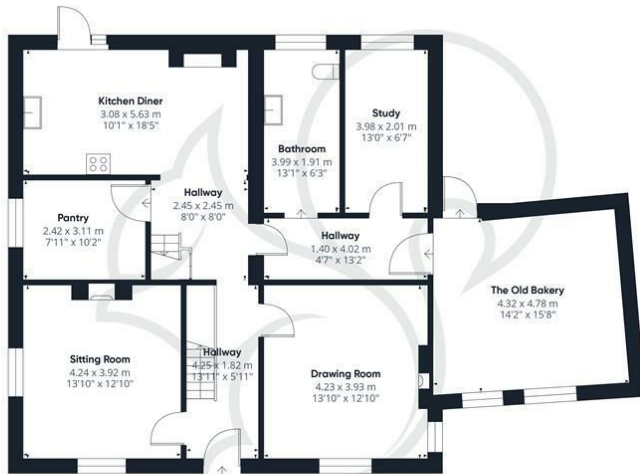 Kitchen Diner
3.08 x 5.63 m
10'1" x 18'5"
Bathroom
3.99 x 1.91 m
13'1" x 6'3"
Study
3.98 x 2.01 m
13'0" x 6'7"
Pantry
2.42 x 3.11 m
7'11" x 10'2"
Hallway
2.45 x 2.45 m
8'0" x 8'0"
Hallway
1.40 x 4.02 m
4'7" x 13'2"
The Old Bakery
4.32 x 4.78 m
14'2" x 15'8"
Sitting Room
4.24 x 3.92 m
13'10" x 12'10"
Hallway
4.25 x 1.82 m
13'11" x 5'11"
Drawing Room
4.23 x 3.93 m
13'10" x 12'10"